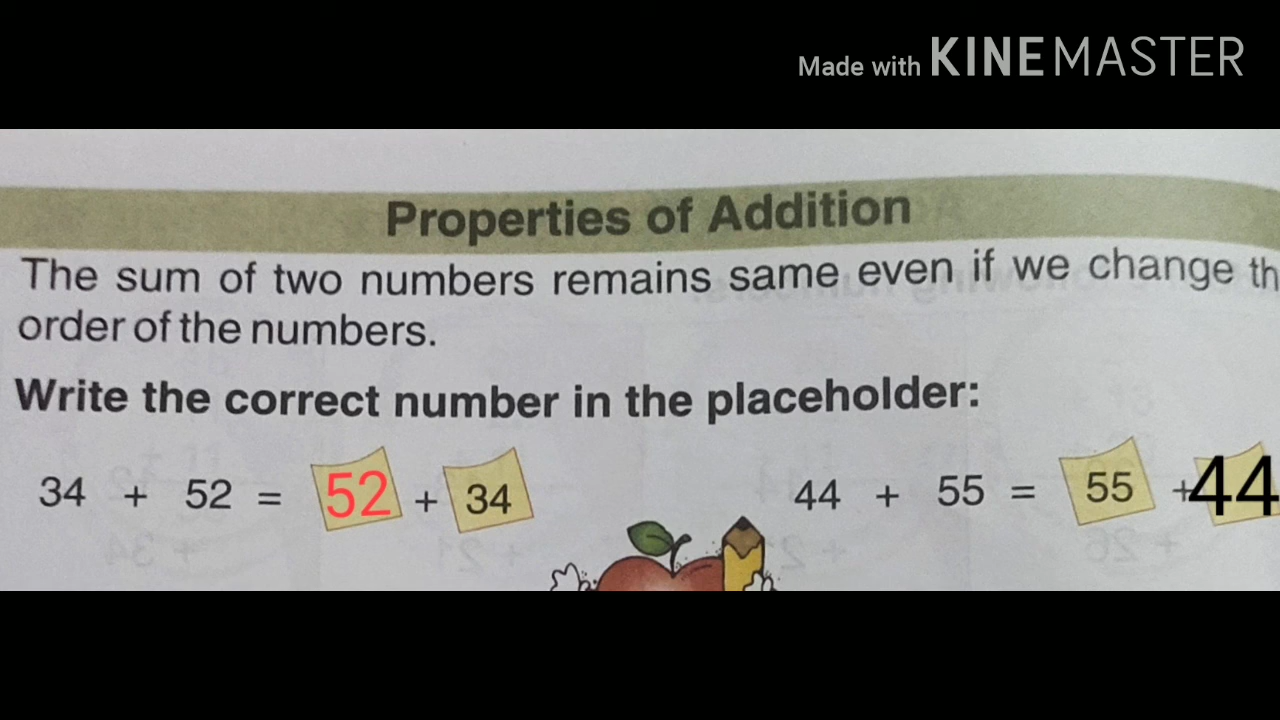 Made with KINEMASTER
Properties of Addition
The sum of two numbers remains same even if we change th
order of the numbers.
Write the correct number in the placeholder:
34 + 52 = 52 + 34 44 + 55 = 55 + 44